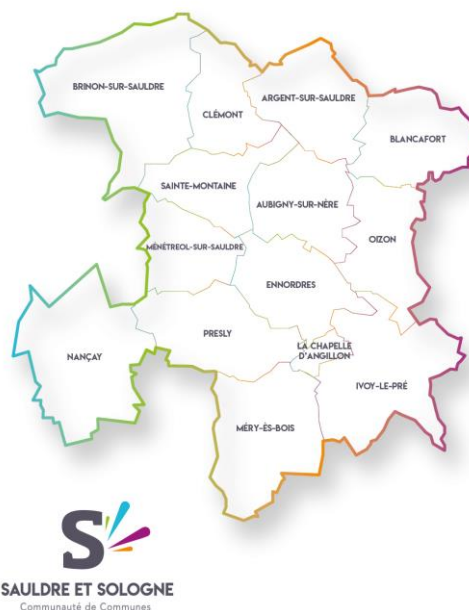 BRINON-SUR-SAULDRE
CLÉMONT
ARGENT-SUR-SAULDRE
BLANCAFORT
SAINTE-MONTAINE
AUBIGNY-SUR-NÈRE
OIZON
MÉNÉTREOL-SUR-SAULDRE
ENNORDRES
NANÇAY
PRESLY
LA CHAPELLE
D'ANGILLON
IVOY-LE-PRÉ
MÉRY-ÈS-BOIS
S
SAULDRE ET SOLOGNE
Communauté de Communes